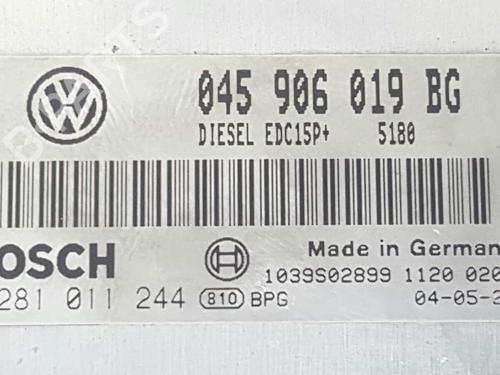 045 906 019 BG
DIESEL EDC15P+ 5180
OSCH
Made in German
281 011 244 810 BPG
1039S02899 1120 020
04-05-2